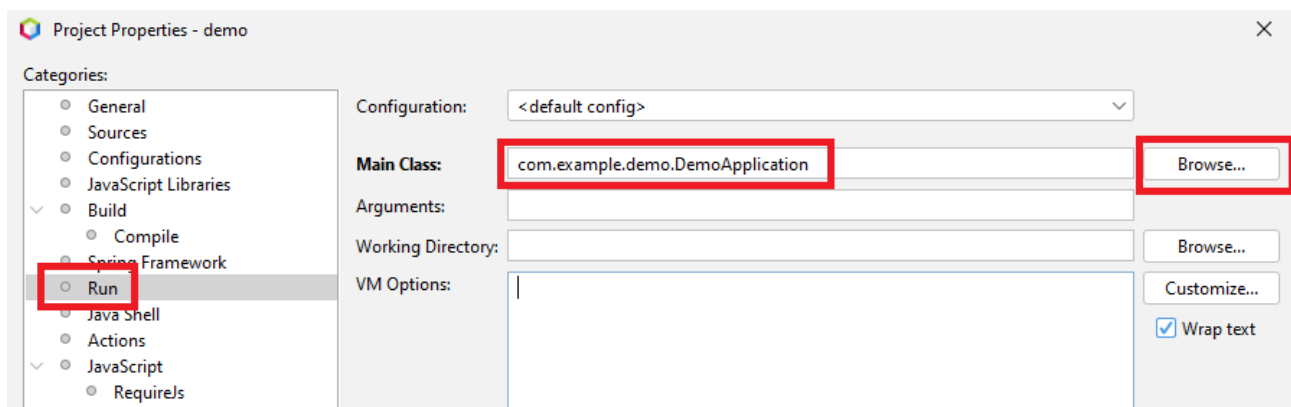 Project Properties - demo
Categories:
General
Sources
Configurations
JavaScript Libraries
Build
Compile
Spring Framework
Run
Java Shell
Actions
JavaScript
RequireJs
Configuration: <default config>
Main Class: com.example.demo.DemoApplication Browse...
Arguments:
Working Directory: Browse...
VM Options: Customize...
Wrap text